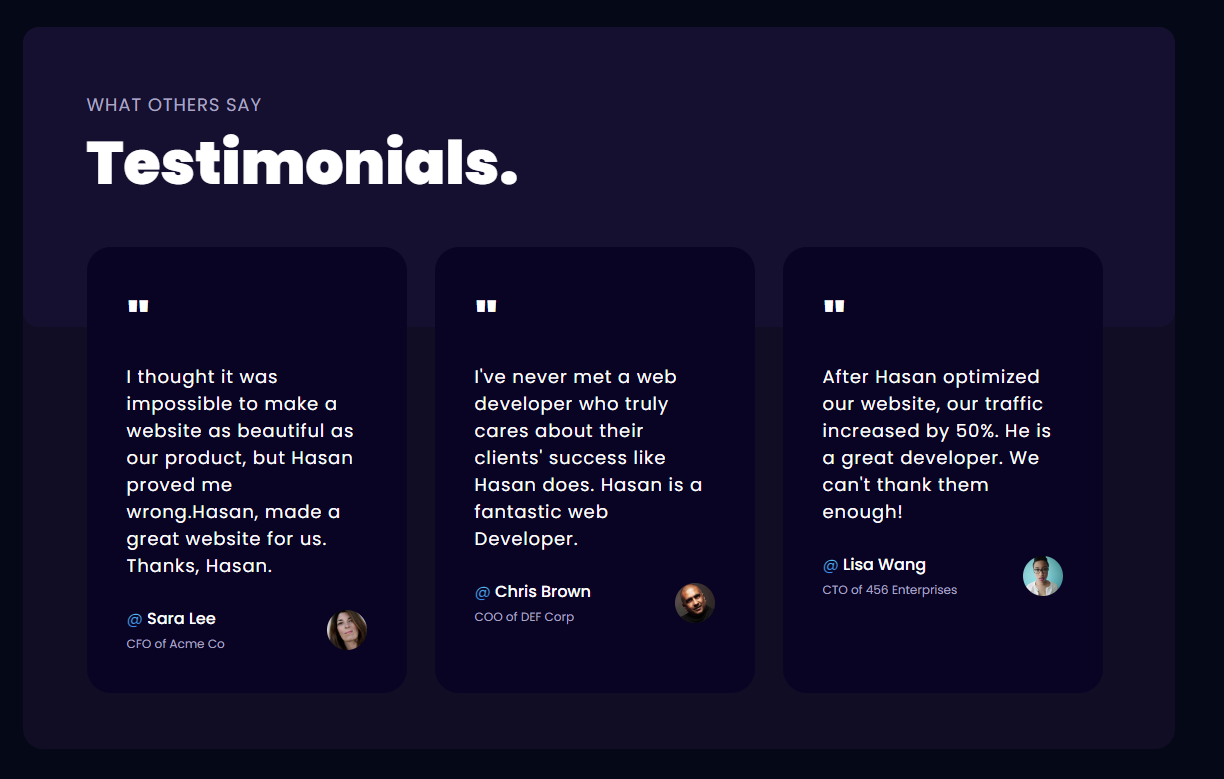 WHAT OTHERS SAY
Testimonials.
"
I thought it was
impossible to make a
website as beautiful as
our product, but Hasan
proved me
wrong.Hasan, made a
great website for us.
Thanks, Hasan.
@ Sara Lee
CFO of Acme Co
"
I've never met a web
developer who truly
cares about their
clients' success like
Hasan does. Hasan is a
fantastic web
Developer.
@ Chris Brown
COO of DEF Corp
"
After Hasan optimized
our website, our traffic
increased by 50%. He is
a great developer. We
can't thank them
enough!
@ Lisa Wang
CTO of 456 Enterprises